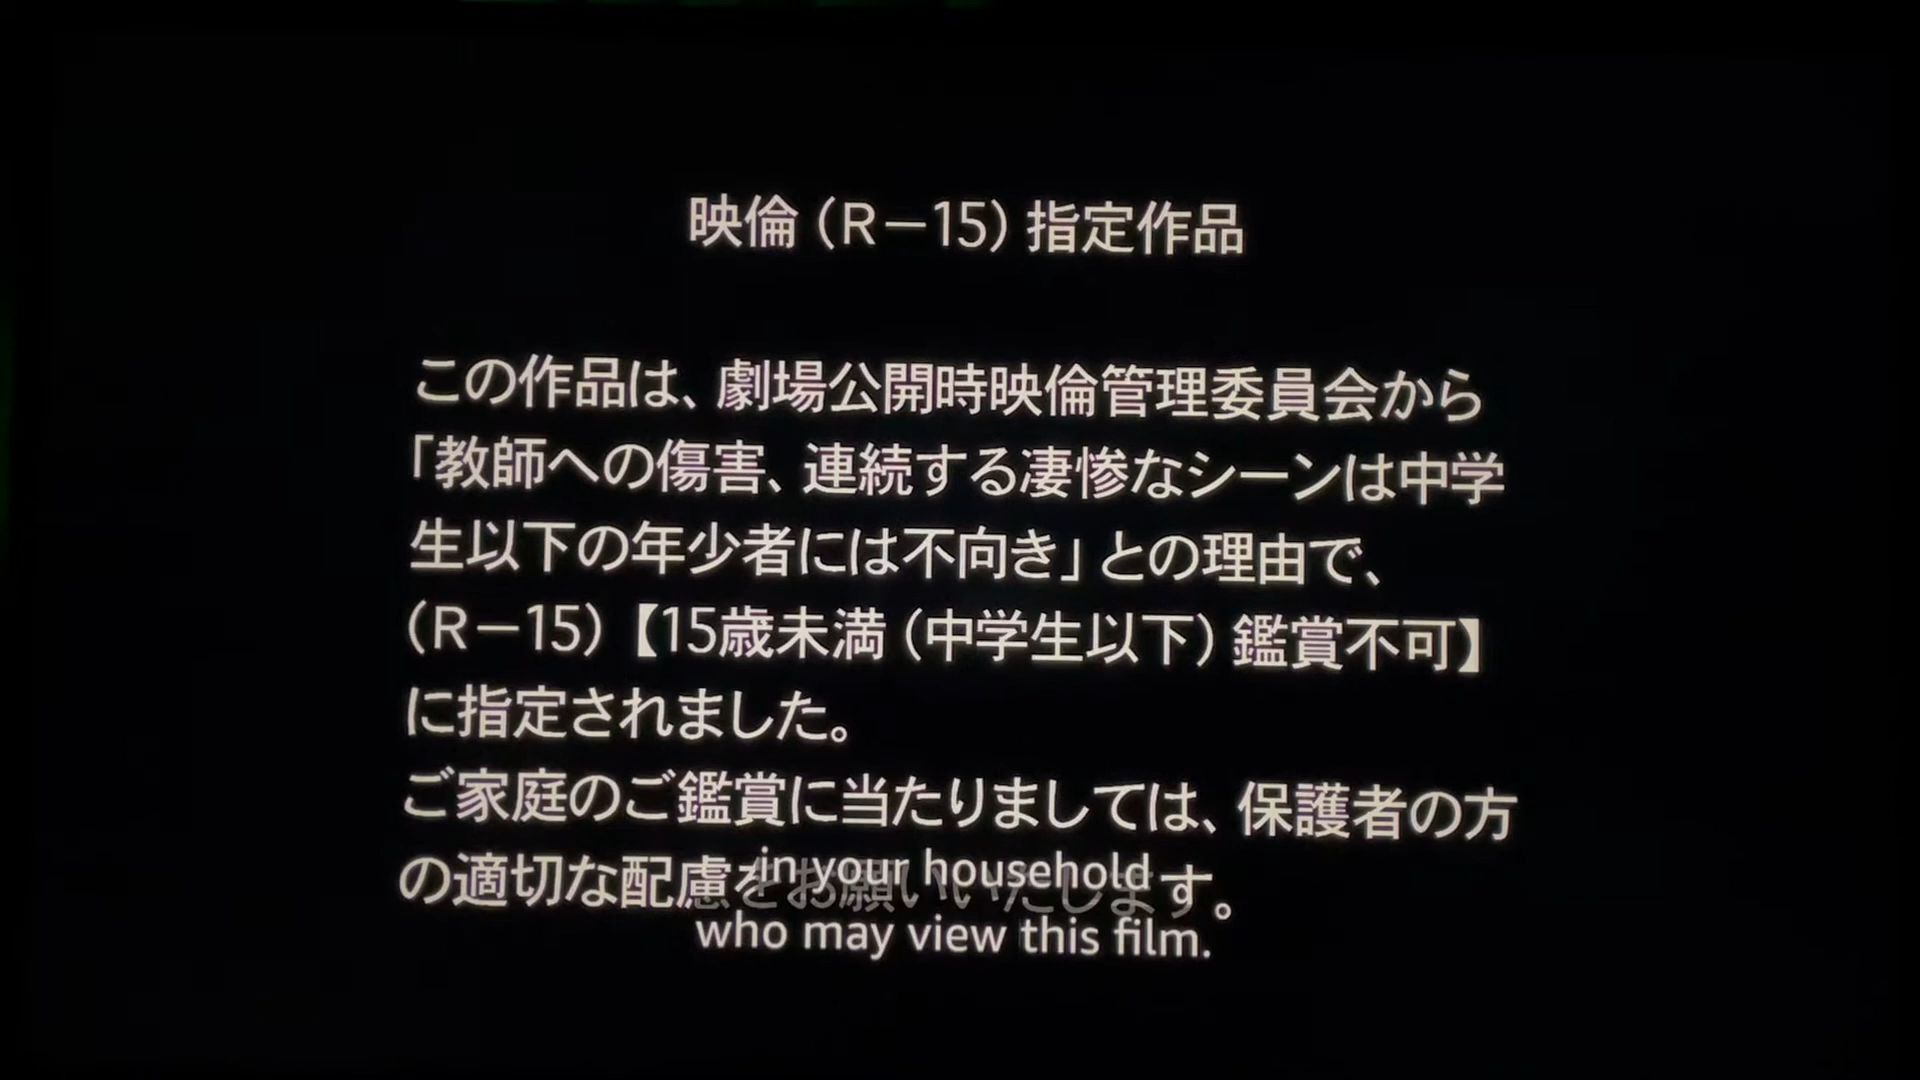 映倫（R－15）指定作品
この作品は、劇場公開時映倫管理委員会から
「教師への傷害、連続する凄惨なシーンは中学
生以下の年少者には不向き」との理由で、
（R－15）【15歳未満（中学生以下）鑑賞不可】
に指定されました。
ご家庭のご鑑賞に当たりましては、保護者の方
の適切な配慮をお願いいたします。
in your household
who may view this film.